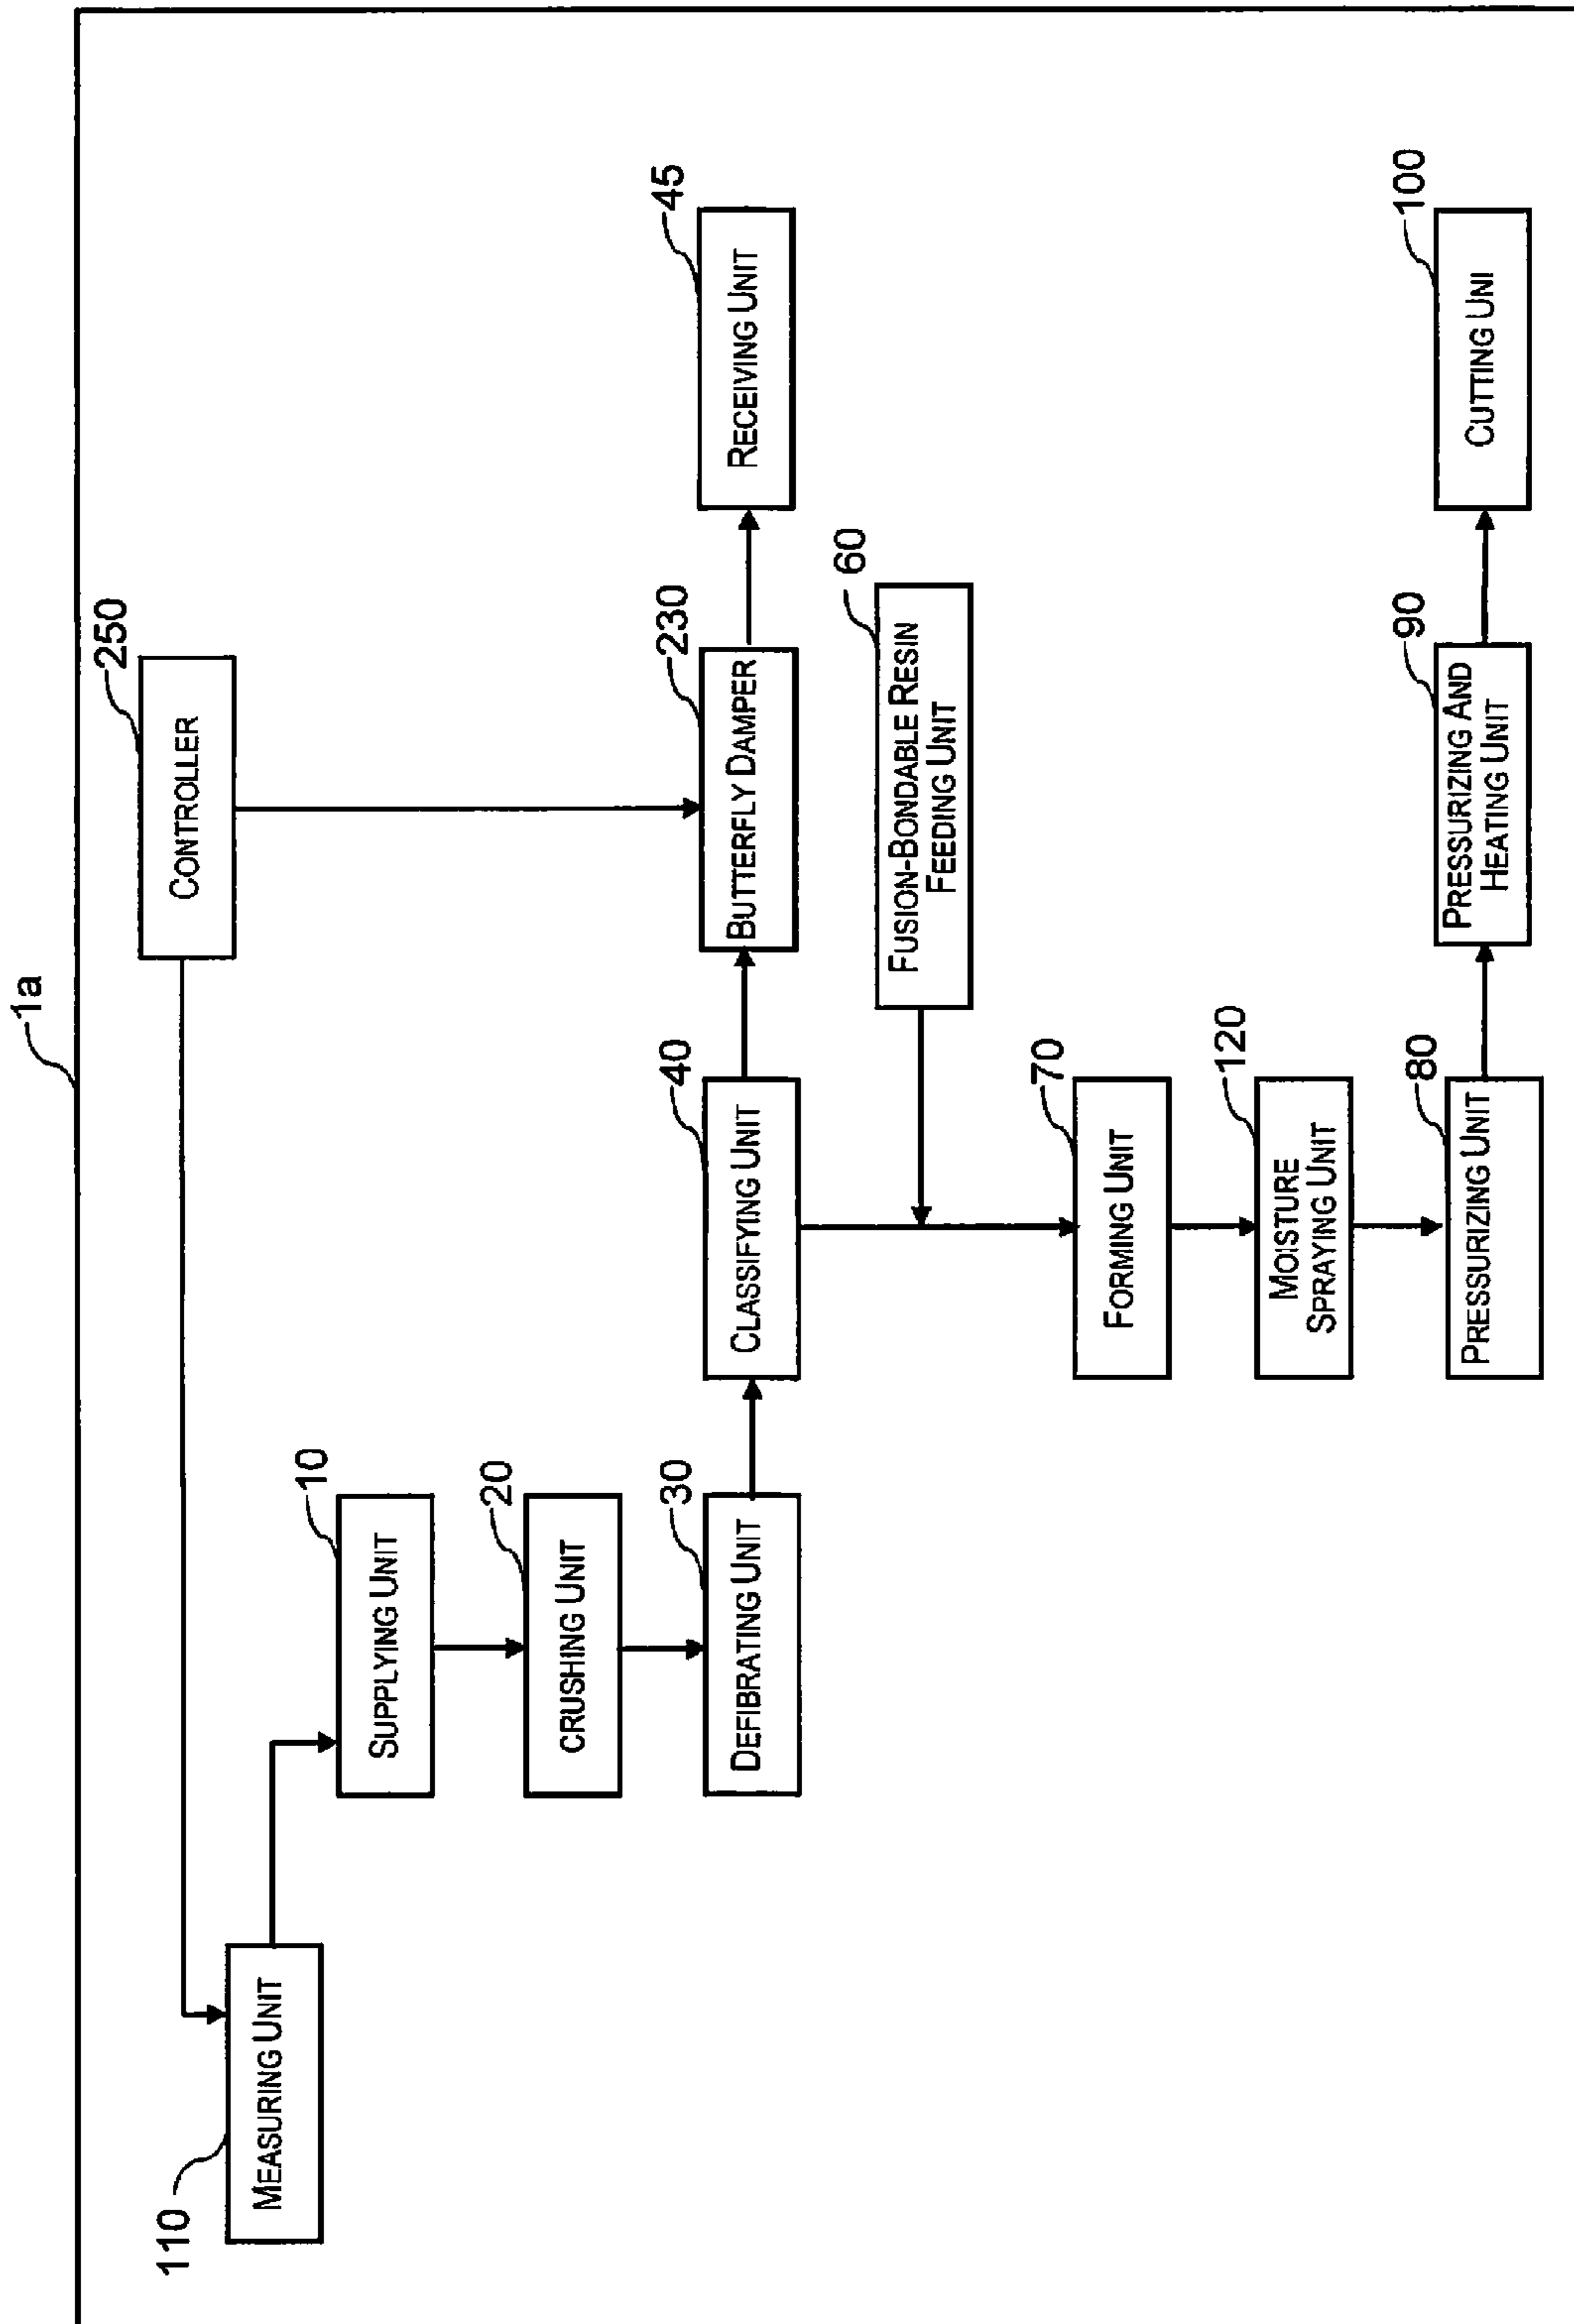 1a
250
CONTROLLER
110
MEASURING UNIT
10
SUPPLYING UNIT
20
CRUSHING UNIT
30
DEFIBRATING UNIT
40
CLASSIFYING UNIT
230
BUTTERFLY DAMPER
45
RECEIVING UNIT
60
FUSION-BONDABLE RESIN
FEEDING UNIT
70
FORMING UNIT
120
MOISTURE
SPRAYING UNIT
80
PRESSURIZING UNIT
90
PRESSURIZING AND
HEATING UNIT
100
CUTTING UNI